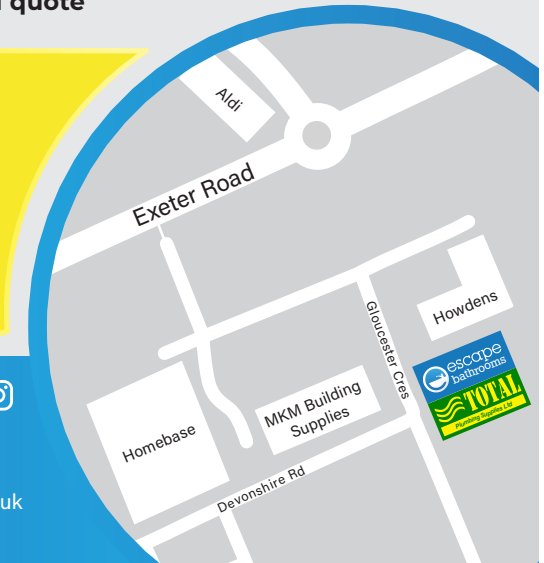 quote
Aldi
Exeter Road
Gloucester Cres
Howdens
escape
bathrooms
TOTAL
Plumbing Supplies Ltd
MKM Building
Supplies
Homebase
Devonshire Rd
uk